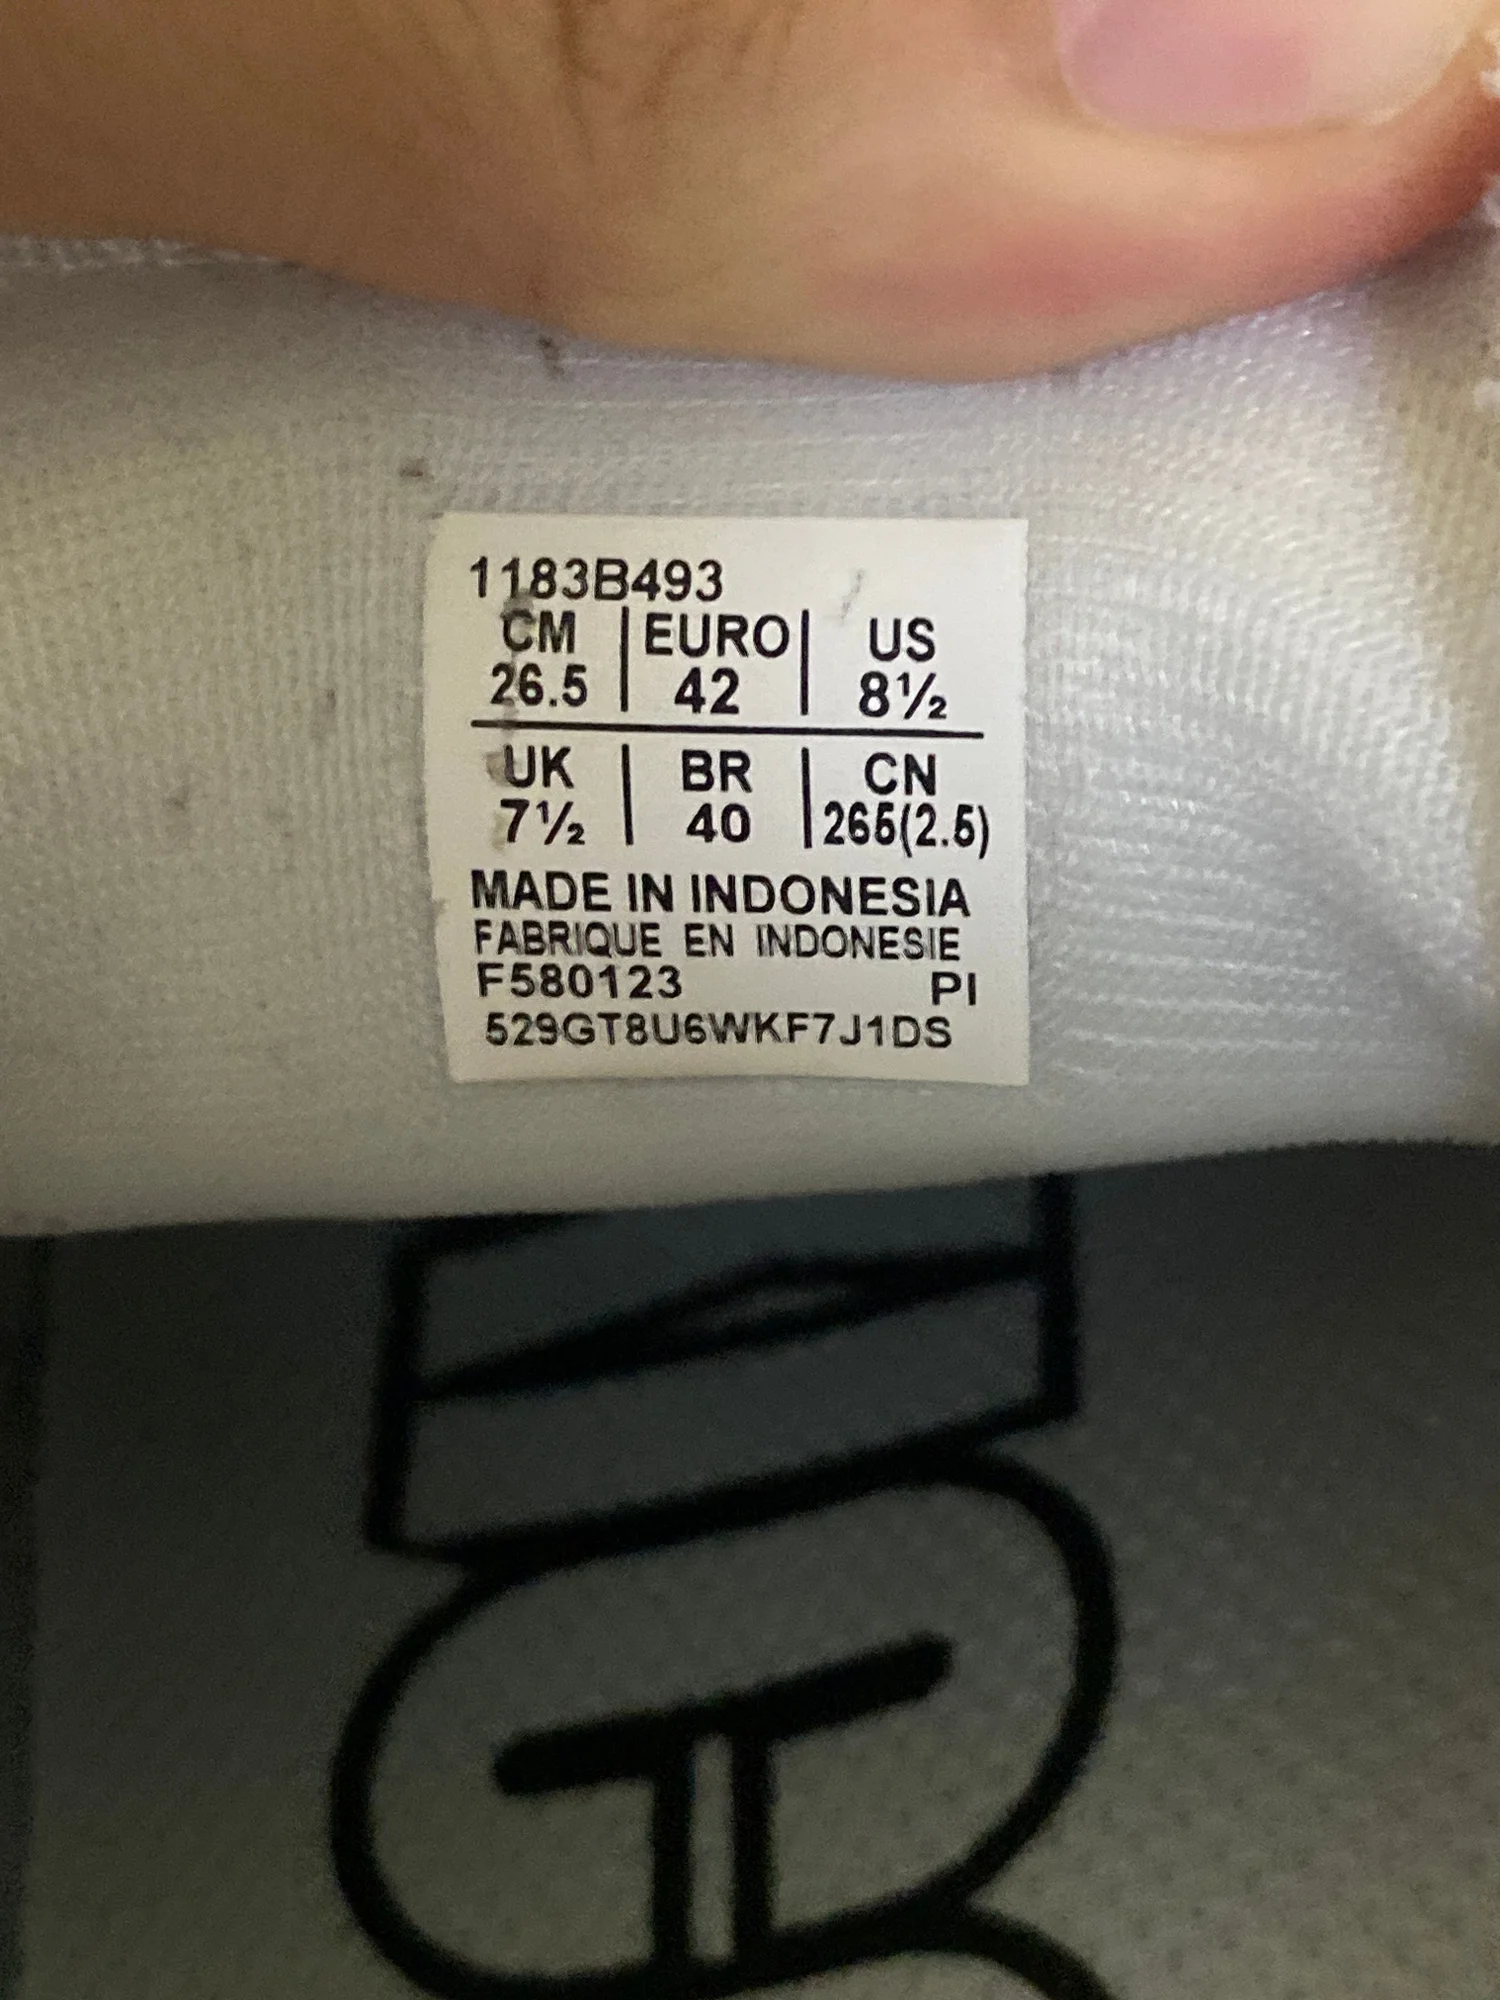 1183B493
CM EURO US
26.5 42 8½
UK BR CN
7½ 40 265(2.5)
MADE IN INDONESIA
FABRIQUE EN INDONESIE
F580123 PI
529GT8U6WKF7J1DS